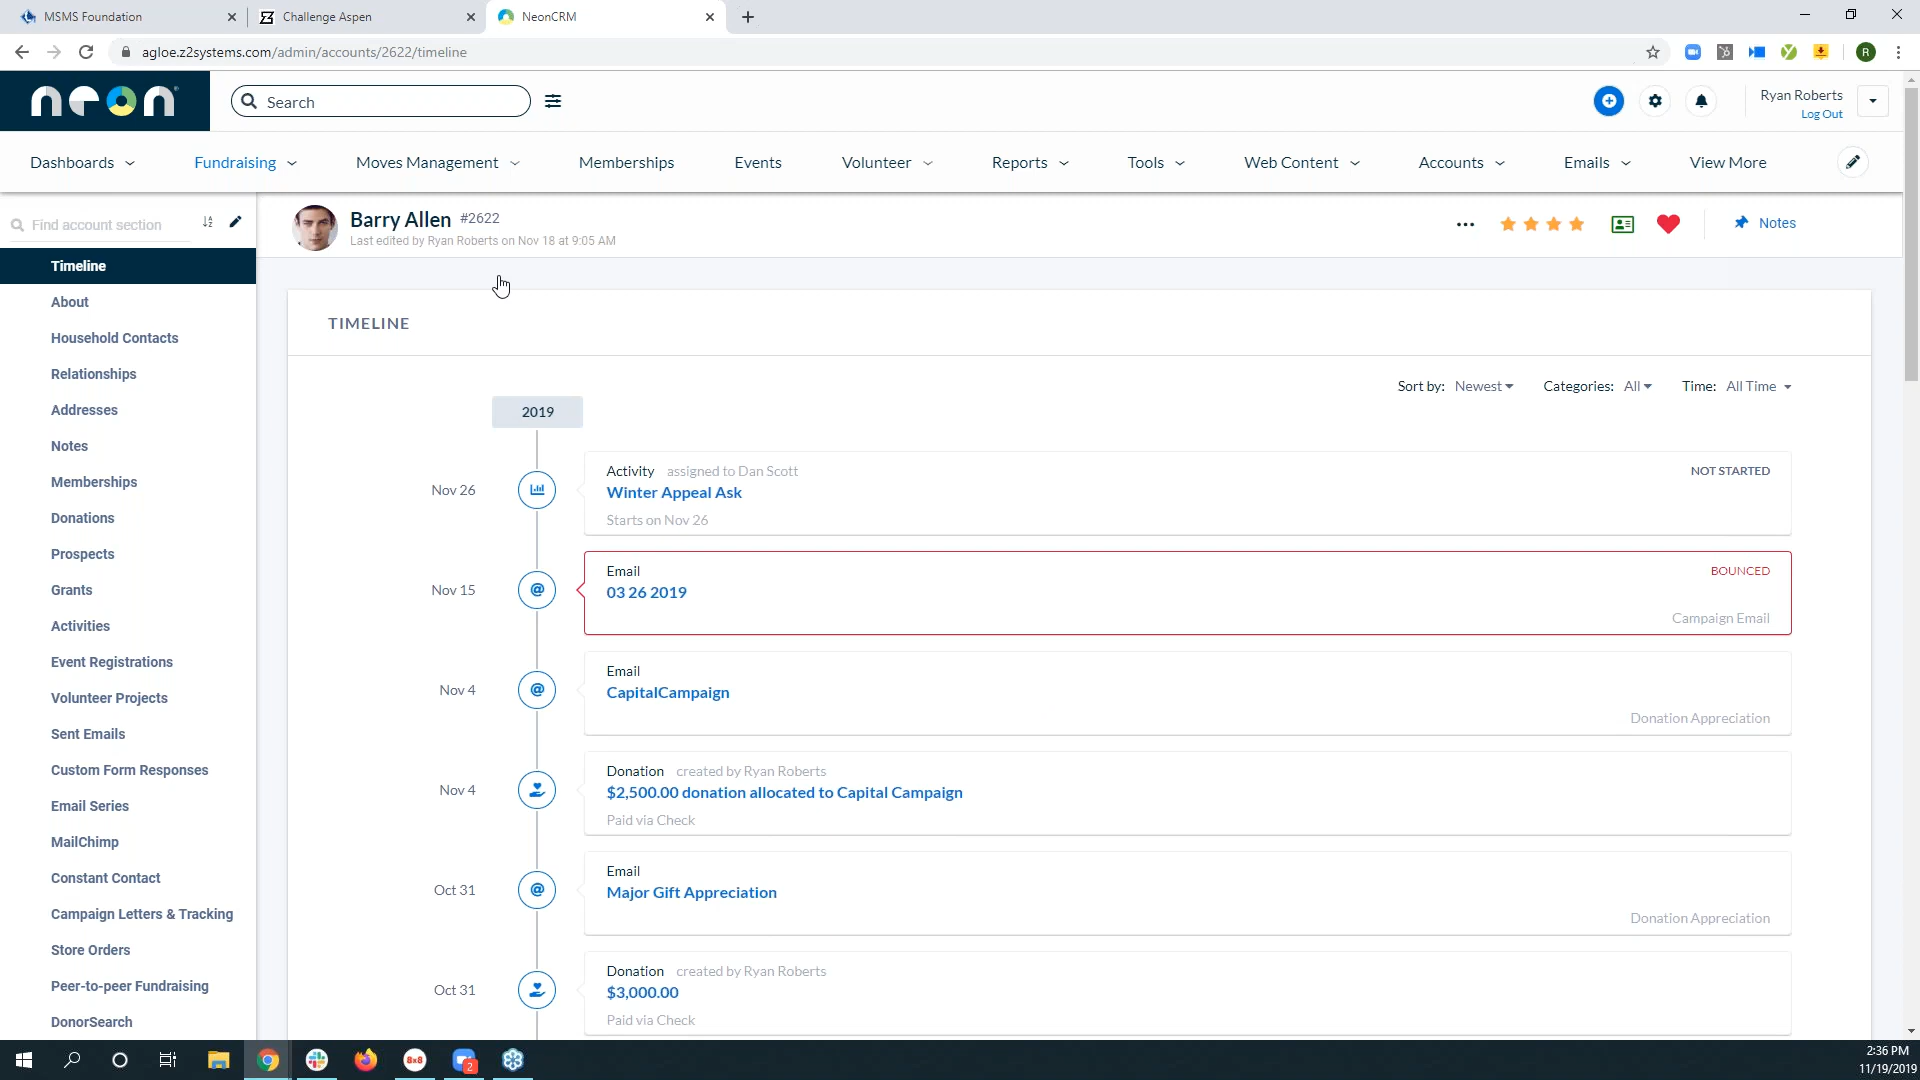 MSMS Foundation
Challenge Aspen
NeonCRM
agloe.z2systems.com/admin/accounts/2622/timeline
R
neon
Search
Ryan Roberts
Log Out
Dashboards
Fundraising
Moves Management
Memberships
Events
Volunteer
Reports
Tools
Web Content
Accounts
Emails
View More
Find account section
Barry Allen #2622
Last edited by Ryan Roberts on Nov 18 at 9:05 AM
Notes
Timeline
About
Household Contacts
Relationships
Addresses
Notes
Memberships
Donations
Prospects
Grants
Activities
Event Registrations
Volunteer Projects
Sent Emails
Custom Form Responses
Email Series
MailChimp
Constant Contact
Campaign Letters & Tracking
Store Orders
Peer-to-peer Fundraising
DonorSearch
TIMELINE
Sort by: Newest
Categories: All
Time: All Time
2019
Nov 26
Activity assigned to Dan Scott
NOT STARTED
Winter Appeal Ask
Starts on Nov 26
Nov 15
@
Email
BOUNCED
03 26 2019
Campaign Email
Nov 4
@
Email
CapitalCampaign
Donation Appreciation
Nov 4
Donation created by Ryan Roberts
$2,500.00 donation allocated to Capital Campaign
Paid via Check
Oct 31
@
Email
Major Gift Appreciation
Donation Appreciation
Oct 31
Donation created by Ryan Roberts
$3,000.00
Paid via Check
8x8
2
2:36 PM
11/19/2019